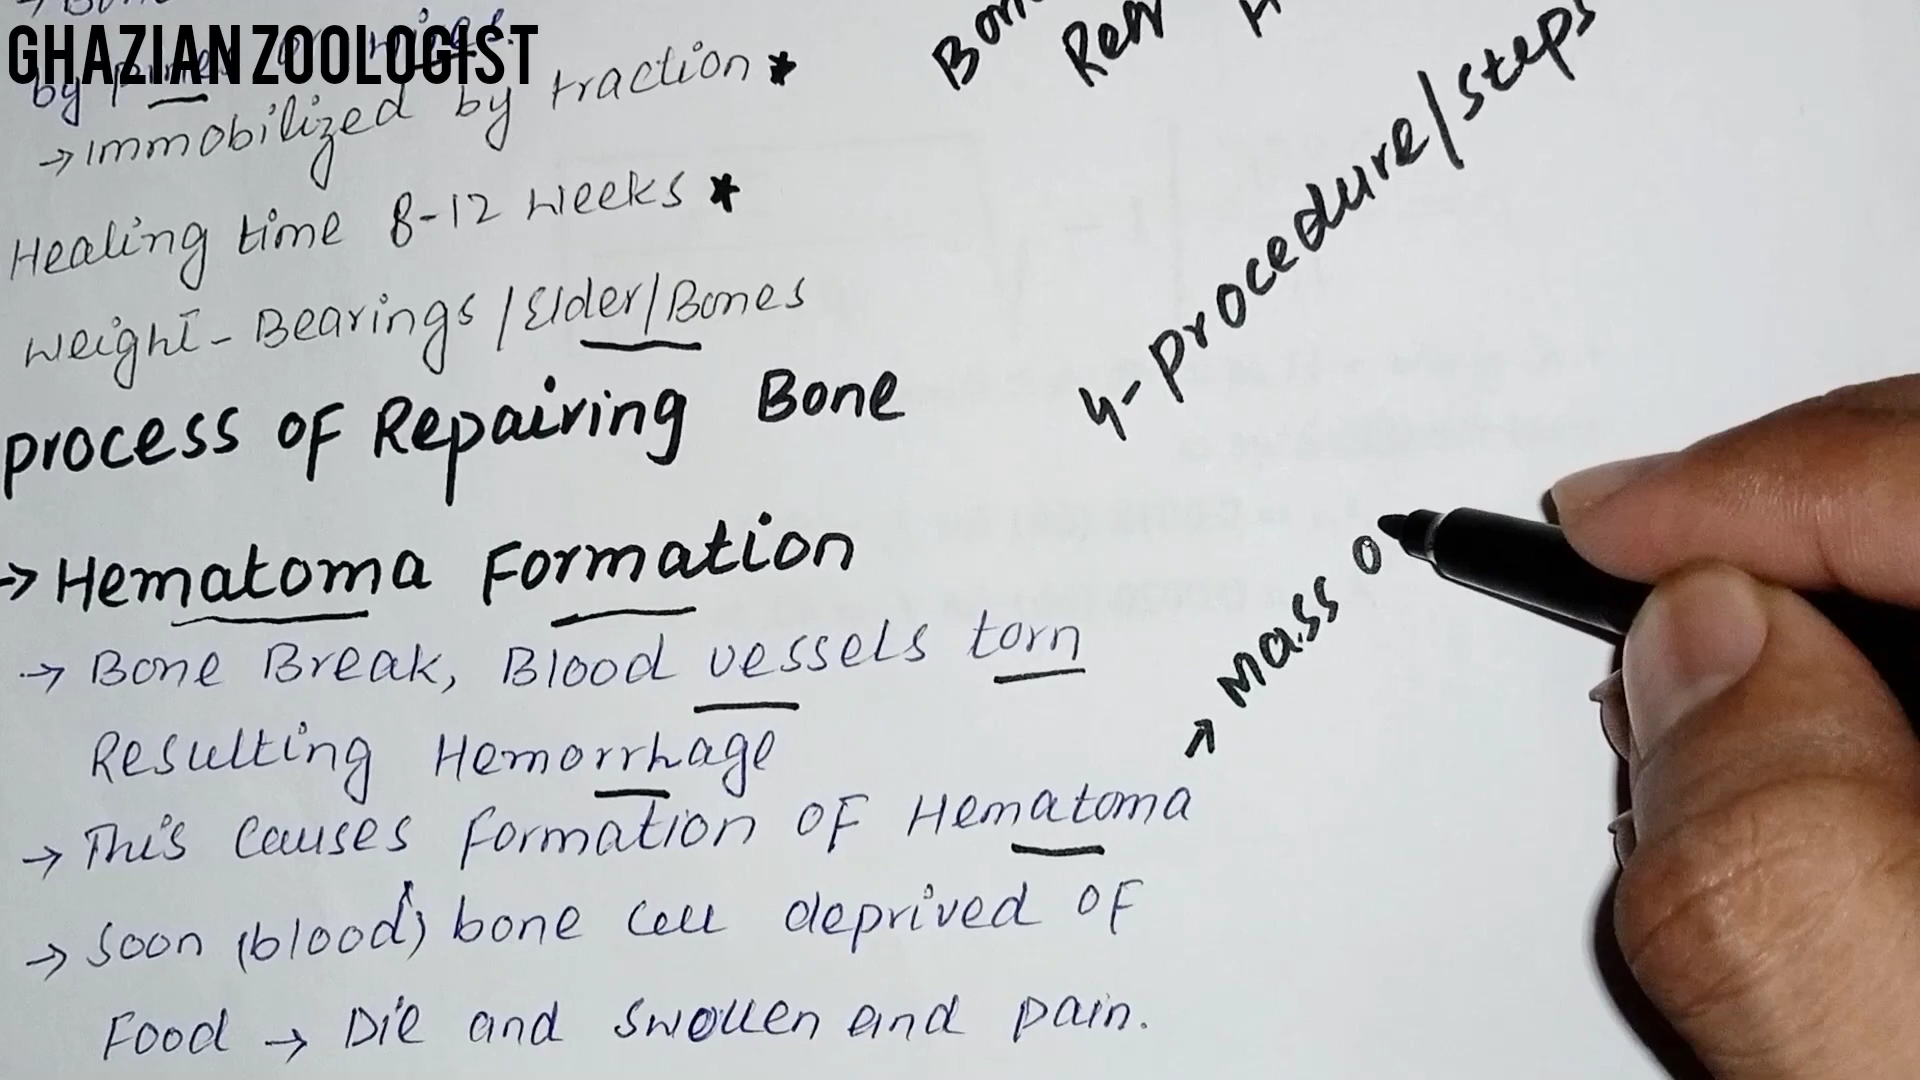 GHAZIAN ZOOLOGIST
→ Immobilized by traction *
Healing time 8-12 weeks *
Weight-Bearings / Elder / Bones
Process of Repairing Bone
→ Hematoma Formation
→ Bone Break, Blood vessels torn
Resulting Hemorrhage
→ This causes formation of Hematoma
→ Soon (blood) bone cell deprived of
Food → Die and swollen and pain.
4-procedure/steps
→ Mass o